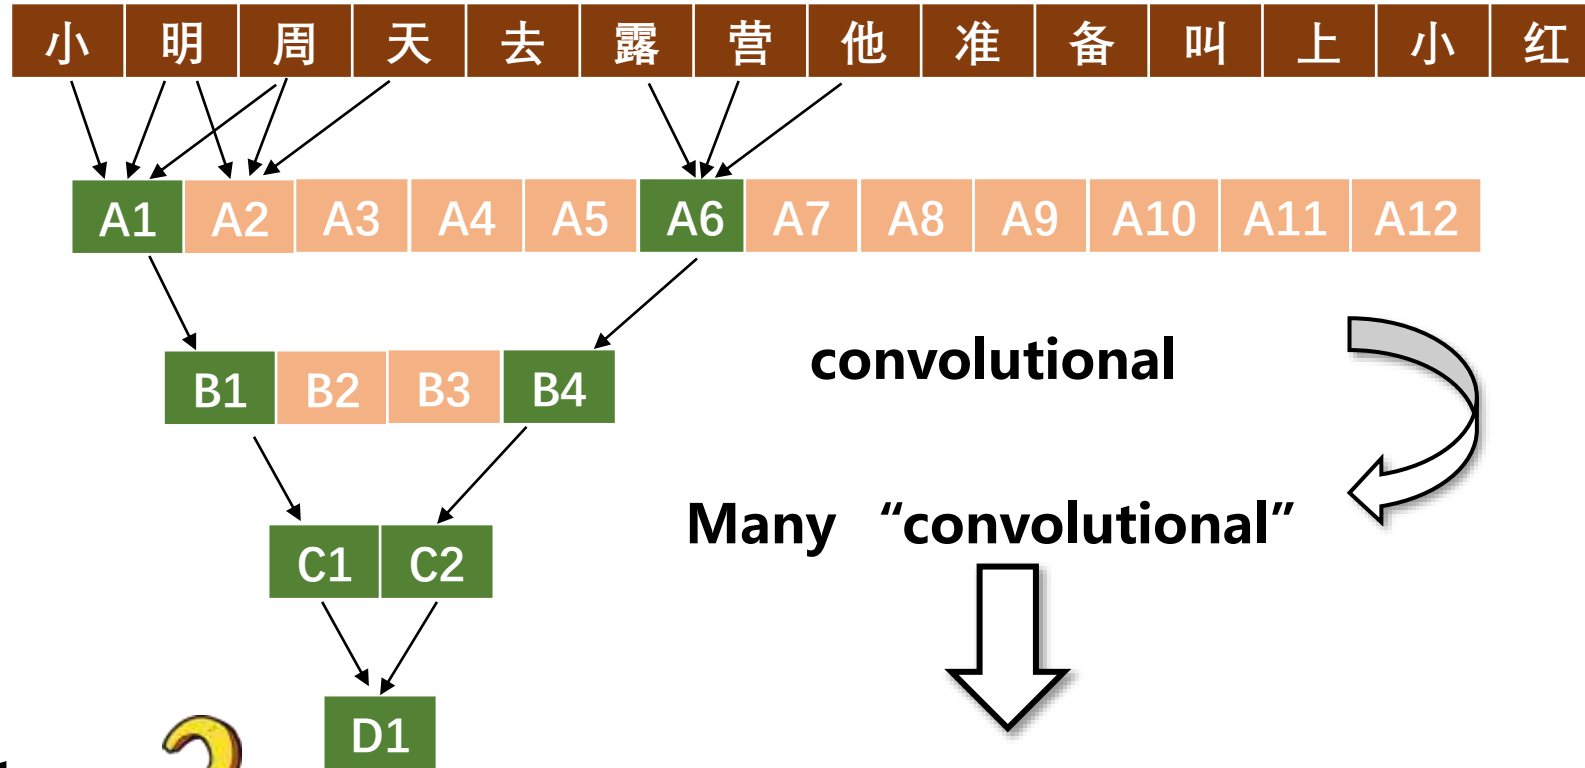 小 明 周 天 去 露 营 他 准 备 叫 上 小 红
A1 A2 A3 A4 A5 A6 A7 A8 A9 A10 A11 A12
B1 B2 B3 B4
convolutional
C1 C2
Many “convolutional”
D1